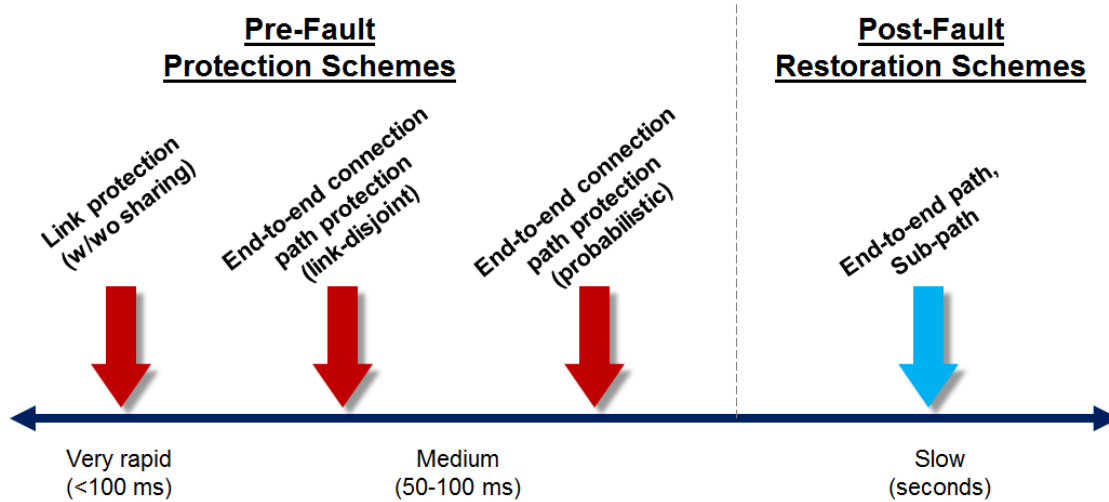 Pre-Fault
Protection Schemes
Post-Fault
Restoration Schemes
Link protection
(w/wo sharing)
End-to-end connection
path protection
(link-disjoint)
End-to-end connection
path protection
(probabilistic)
End-to-end path,
Sub-path
Very rapid
(<100 ms)
Medium
(50-100 ms)
Slow
(seconds)